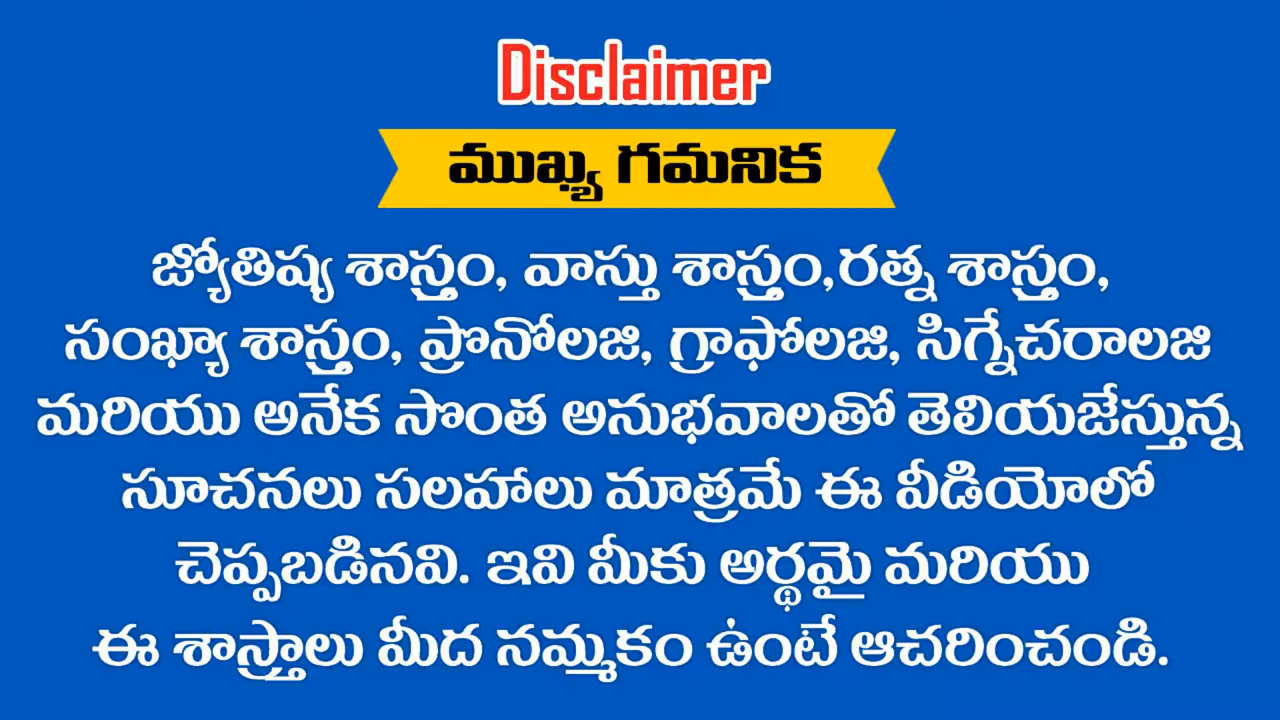 Disclaimer
ముఖ్య గమనిక
జ్యోతిష్య శాస్త్రం, వాస్తు శాస్త్రం,రత్న శాస్త్రం,
సంఖ్యా శాస్త్రం, ప్రొనోలజి, గ్రాఫోలజి, సిగ్నేచరాలజి
మరియు అనేక సొంత అనుభవాలతో తెలియజేస్తున్న
సూచనలు సలహాలు మాత్రమే ఈ వీడియోలో
చెప్పబడినవి. ఇవి మీకు అర్థమై మరియు
ఈ శాస్త్రాలు మీద నమ్మకం ఉంటే ఆచరించండి.